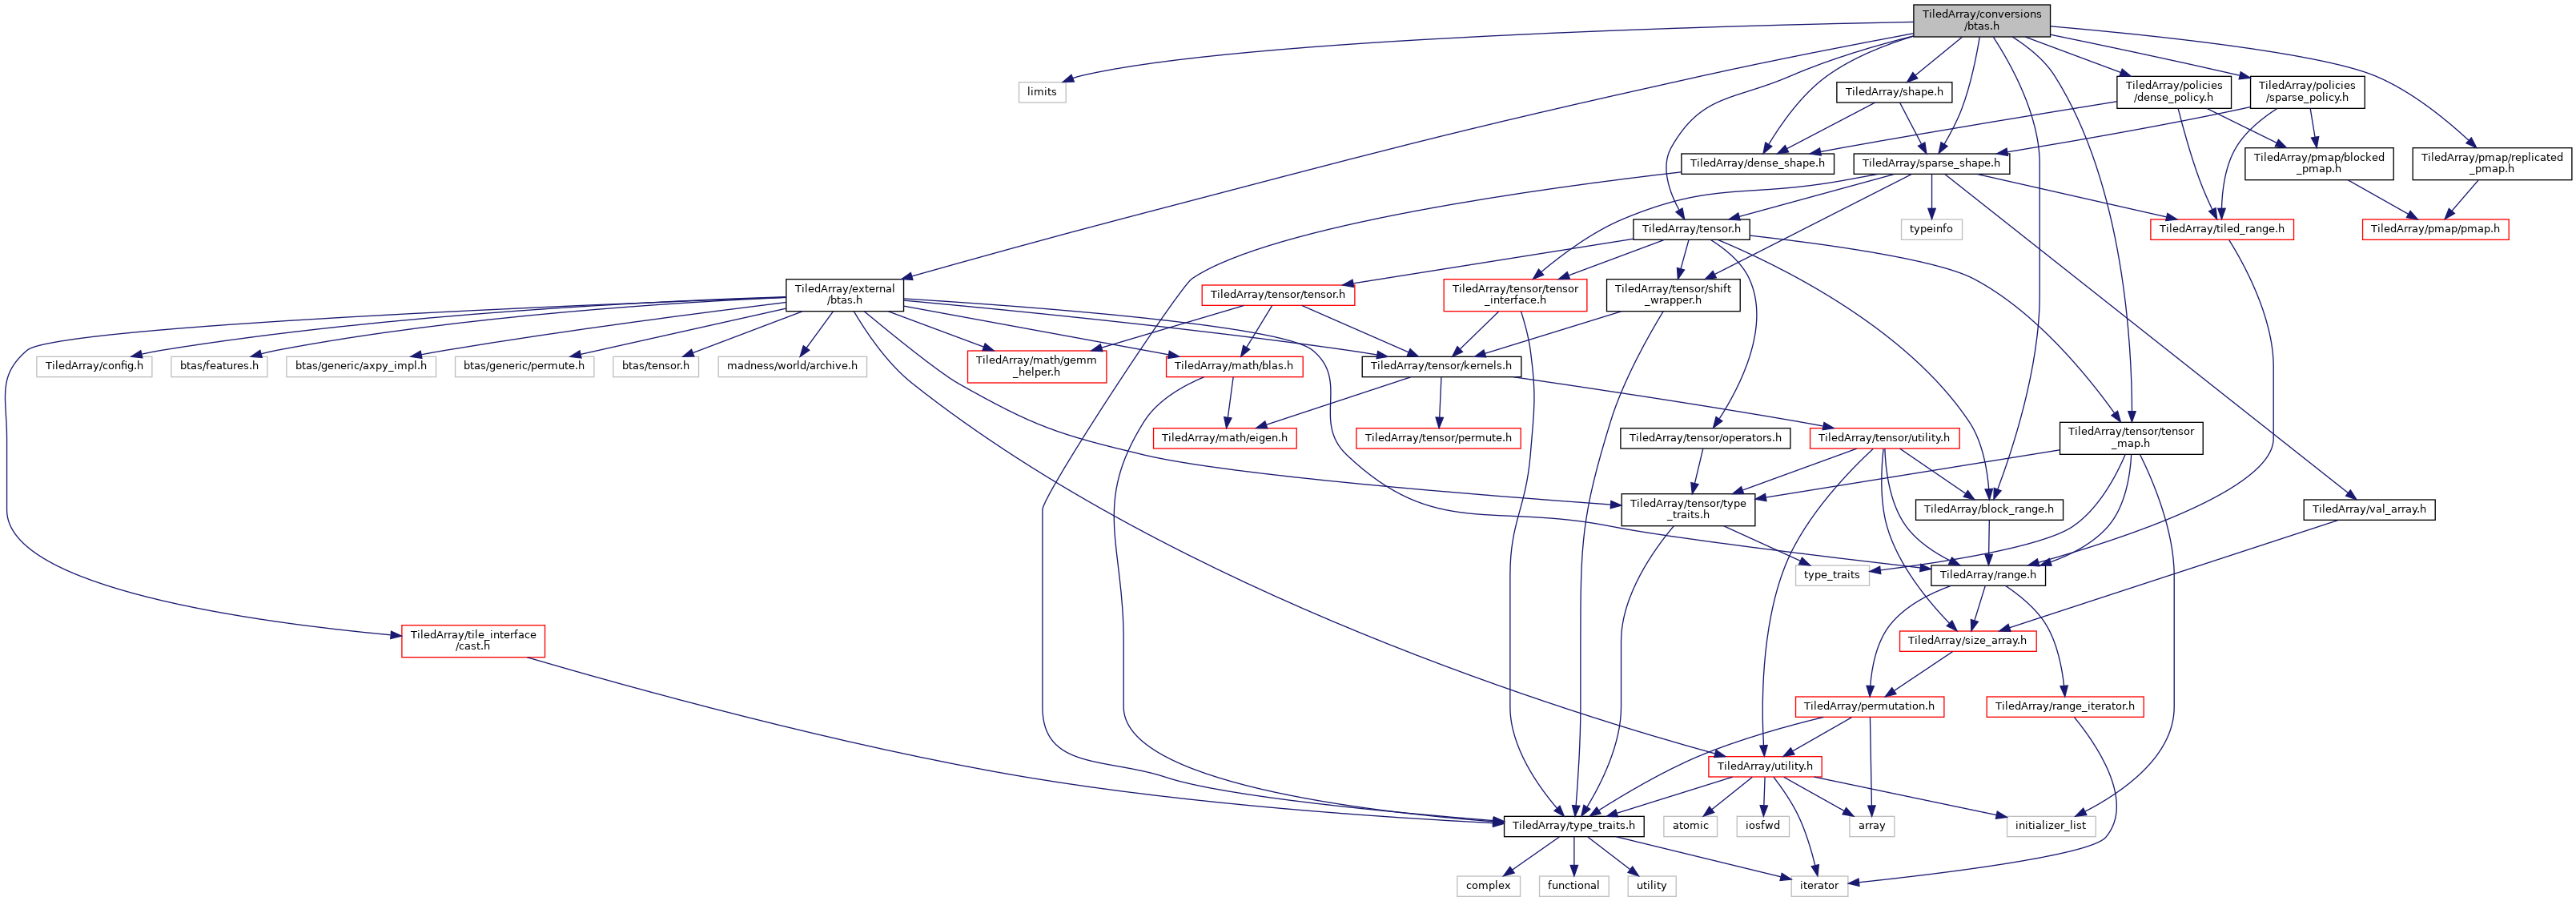 TiledArray/conversions
/btas.h
limits
TiledArray/shape.h
TiledArray/policies
/dense_policy.h
TiledArray/policies
/sparse_policy.h
TiledArray/dense_shape.h
TiledArray/sparse_shape.h
TiledArray/pmap/blocked
_pmap.h
TiledArray/pmap/replicated
_pmap.h
TiledArray/tensor.h
typeinfo
TiledArray/tiled_range.h
TiledArray/pmap/pmap.h
TiledArray/external
/btas.h
TiledArray/tensor/tensor.h
TiledArray/tensor/tensor
_interface.h
TiledArray/tensor/shift
_wrapper.h
TiledArray/config.h
btas/features.h
btas/generic/axpy_impl.h
btas/generic/permute.h
btas/tensor.h
madness/world/archive.h
TiledArray/math/gemm
_helper.h
TiledArray/math/blas.h
TiledArray/tensor/kernels.h
TiledArray/math/eigen.h
TiledArray/tensor/permute.h
TiledArray/tensor/operators.h
TiledArray/tensor/utility.h
TiledArray/tensor/tensor
_map.h
TiledArray/tensor/type
_traits.h
TiledArray/block_range.h
TiledArray/val_array.h
type_traits
TiledArray/range.h
TiledArray/tile_interface
/cast.h
TiledArray/size_array.h
TiledArray/permutation.h
TiledArray/range_iterator.h
TiledArray/utility.h
TiledArray/type_traits.h
atomic
iosfwd
array
initializer_list
complex
functional
utility
iterator